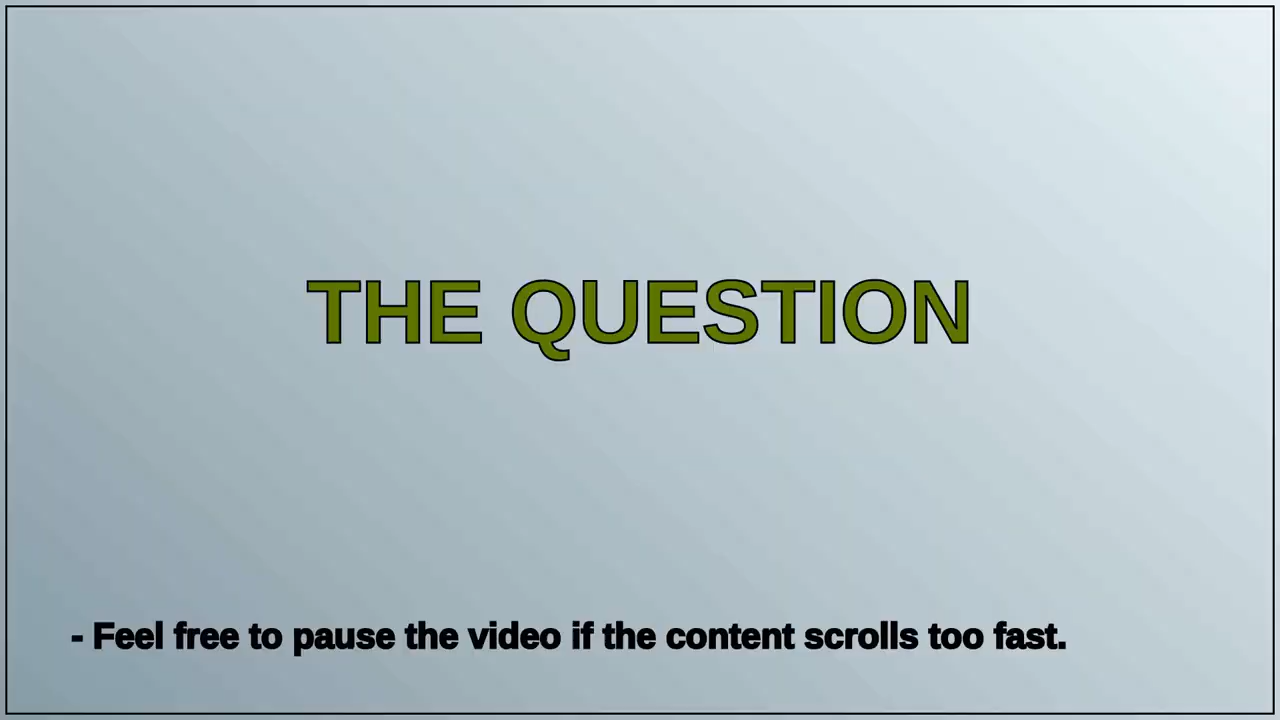 THE QUESTION
- Feel free to pause the video if the content scrolls too fast.